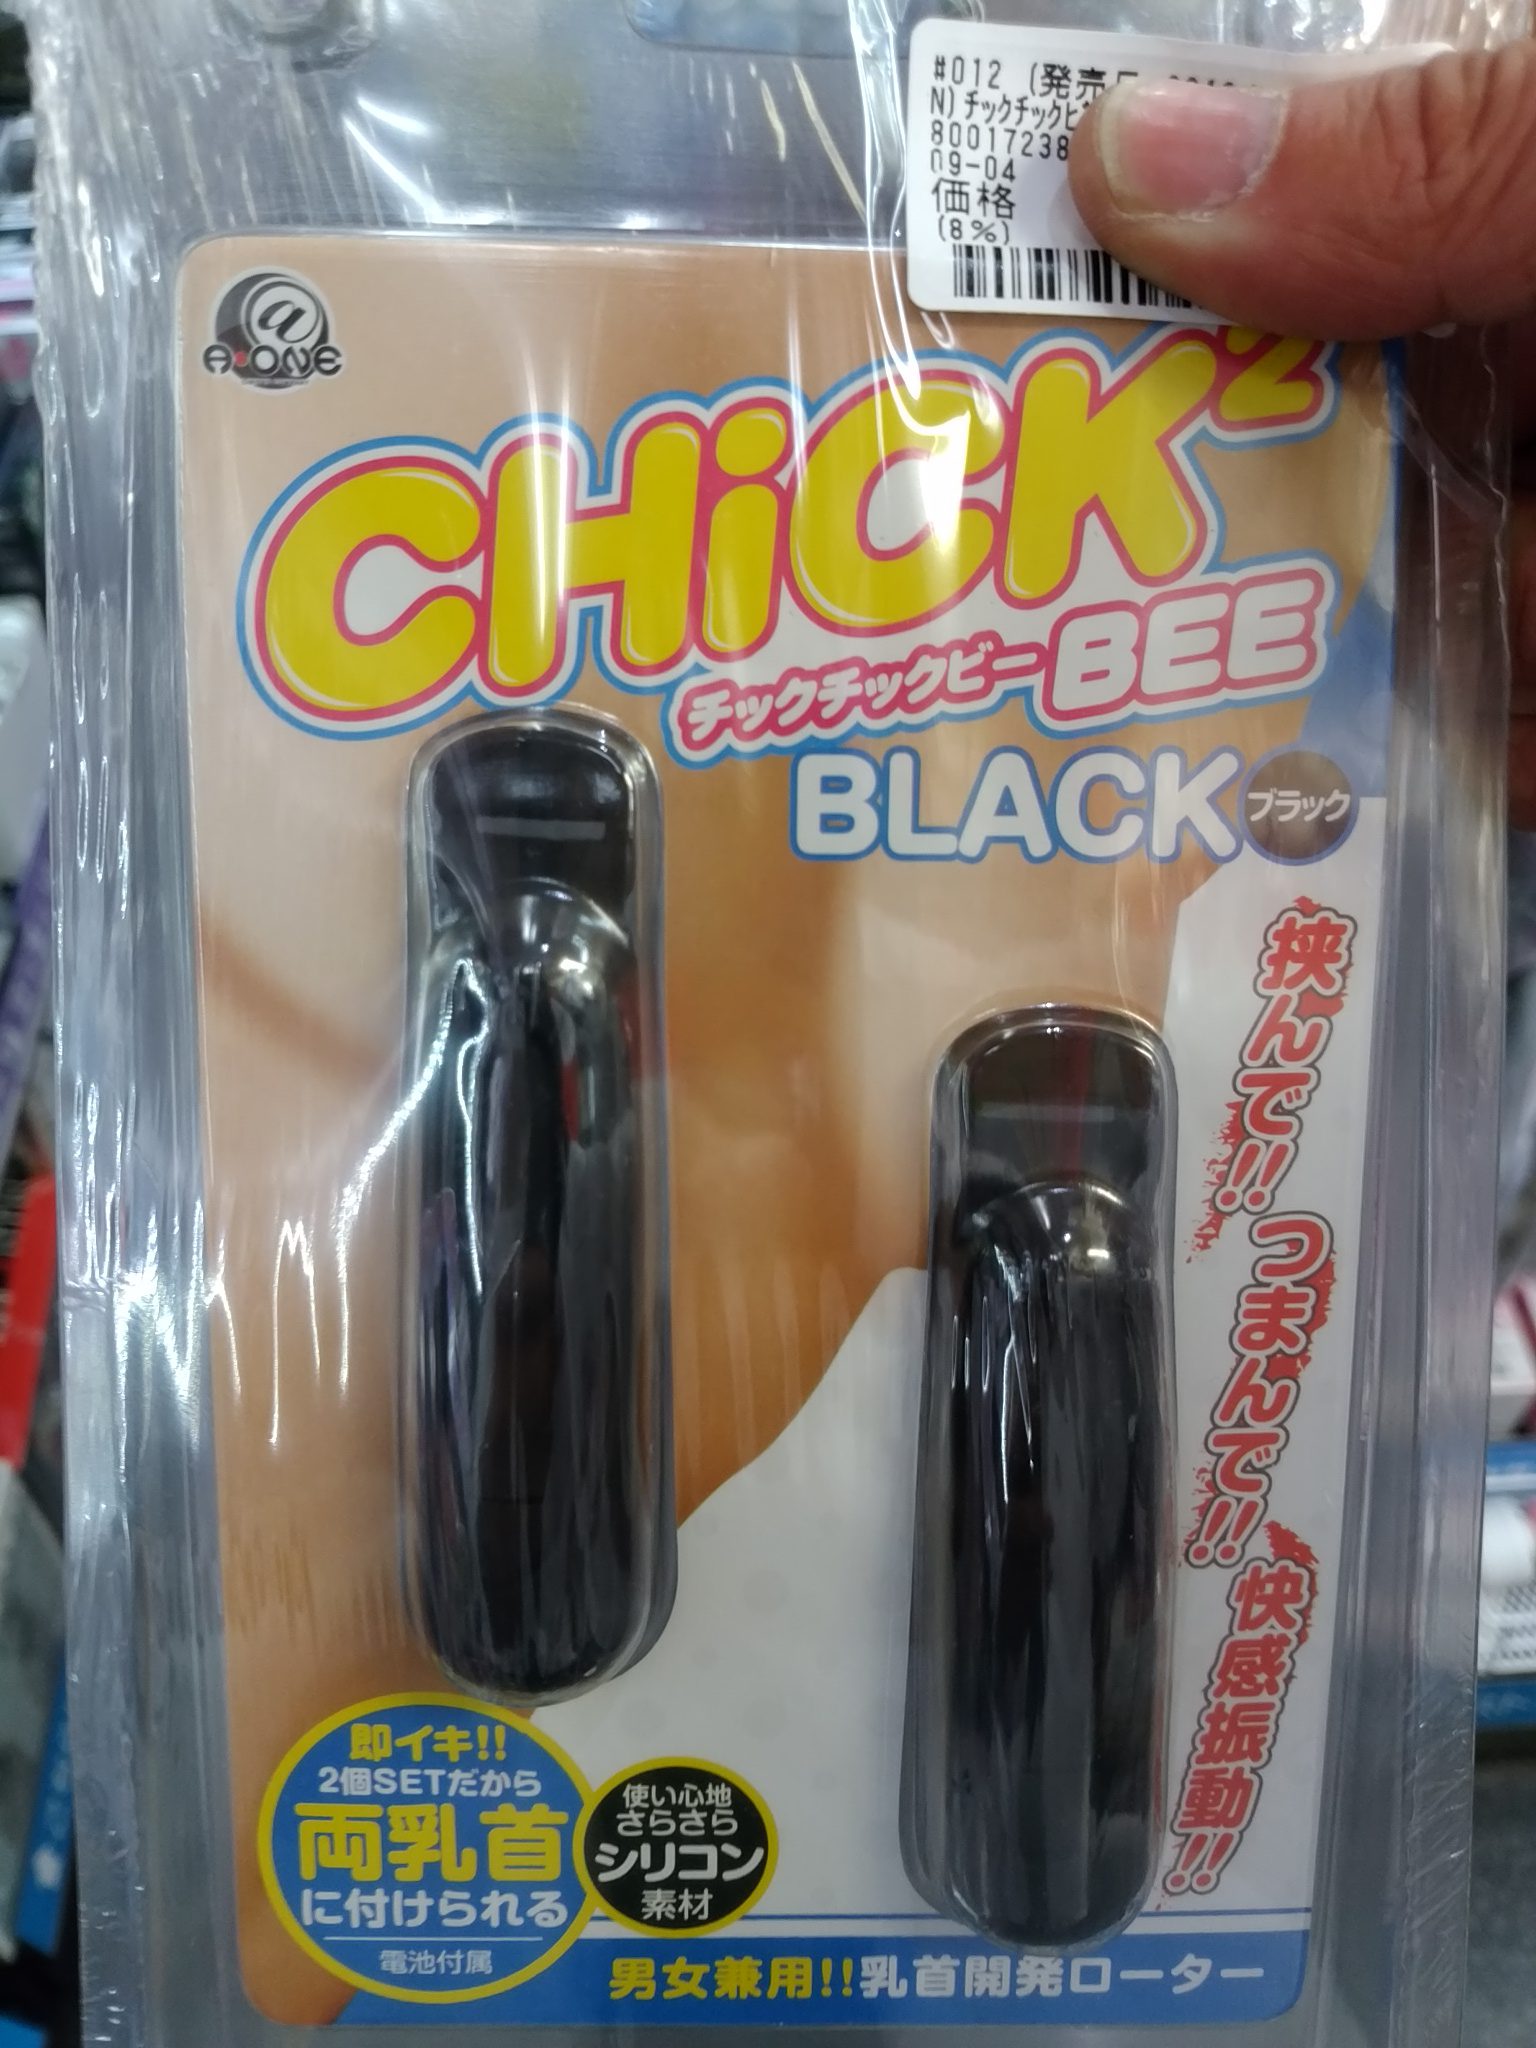 #012 (発売
N)チックチックビ
80017238
09-04
価格
(8%)
@
A・ONE
CHiCK²
チックチックビー BEE
BLACK ブラック
挟んで!!つまんで!!快感振動!!
即イキ!!
2個SETだから
両乳首
に付けられる
電池付属
使い心地
さらさら
シリコン
素材
男女兼用!!乳首開発ローター